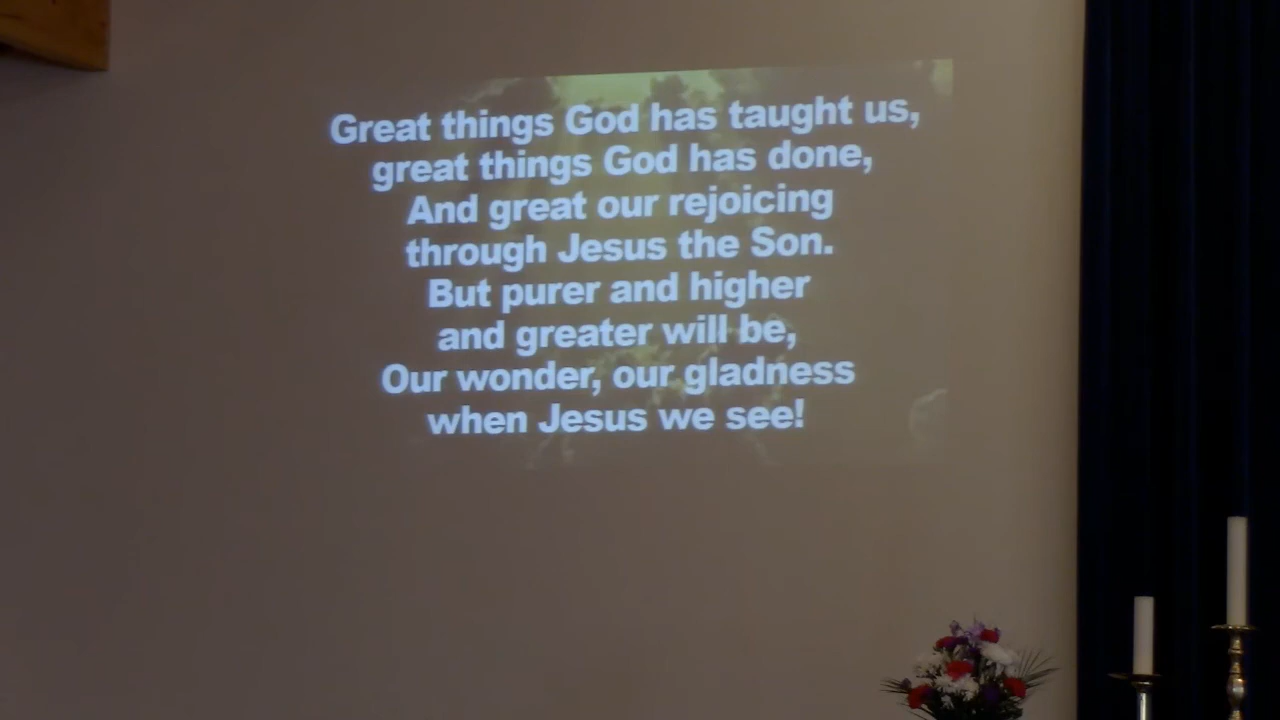 Great things God has taught us,
great things God has done,
And great our rejoicing
through Jesus the Son.
But purer and higher
and greater will be,
Our wonder, our gladness
when Jesus we see!